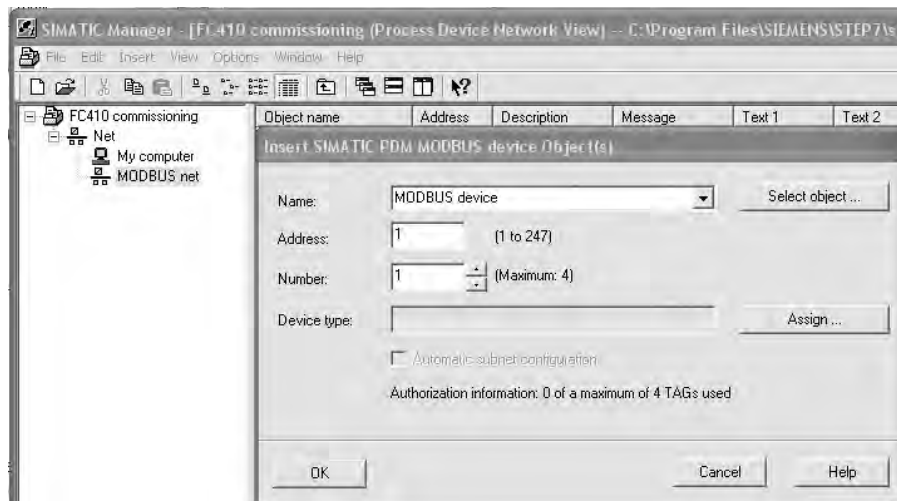 SIMATIC Manager - [FC410 commissioning (Process Device Network View) -- C:\Program Files\SIEMENS\STEP7\s
File Edit Insert View Options Window Help
FC410 commissioning
Net
My computer
MODBUS net
Object name Address Description Message Text 1 Text 2
Insert SIMATIC PDM MODBUS device Object(s)
Name: MODBUS device Select object ...
Address: 1 (1 to 247)
Number: 1 (Maximum: 4)
Device type: Assign ...
Automatic subnet configuration
Authorization information: 0 of a maximum of 4 TAGs used
OK Cancel Help